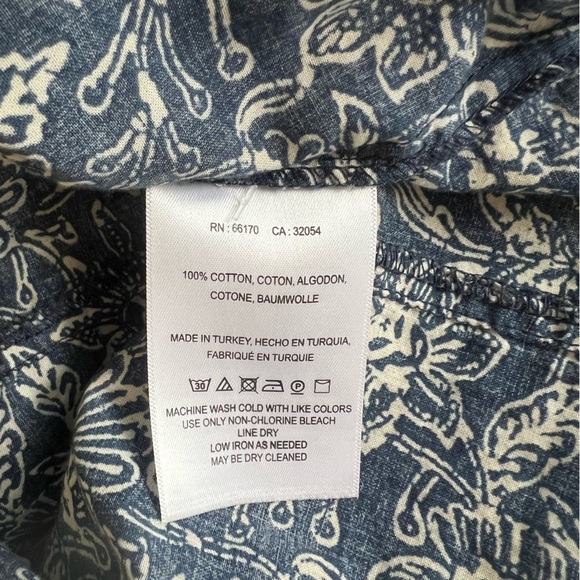 RN : 66170 CA : 32054
100% COTTON, COTON, ALGODON,
COTONE, BAUMWOLLE
MADE IN TURKEY, HECHO EN TURQUIA,
FABRIQUÉ EN TURQUIE
30 P
MACHINE WASH COLD WITH LIKE COLORS
USE ONLY NON-CHLORINE BLEACH
LINE DRY
LOW IRON AS NEEDED
MAY BE DRY CLEANED